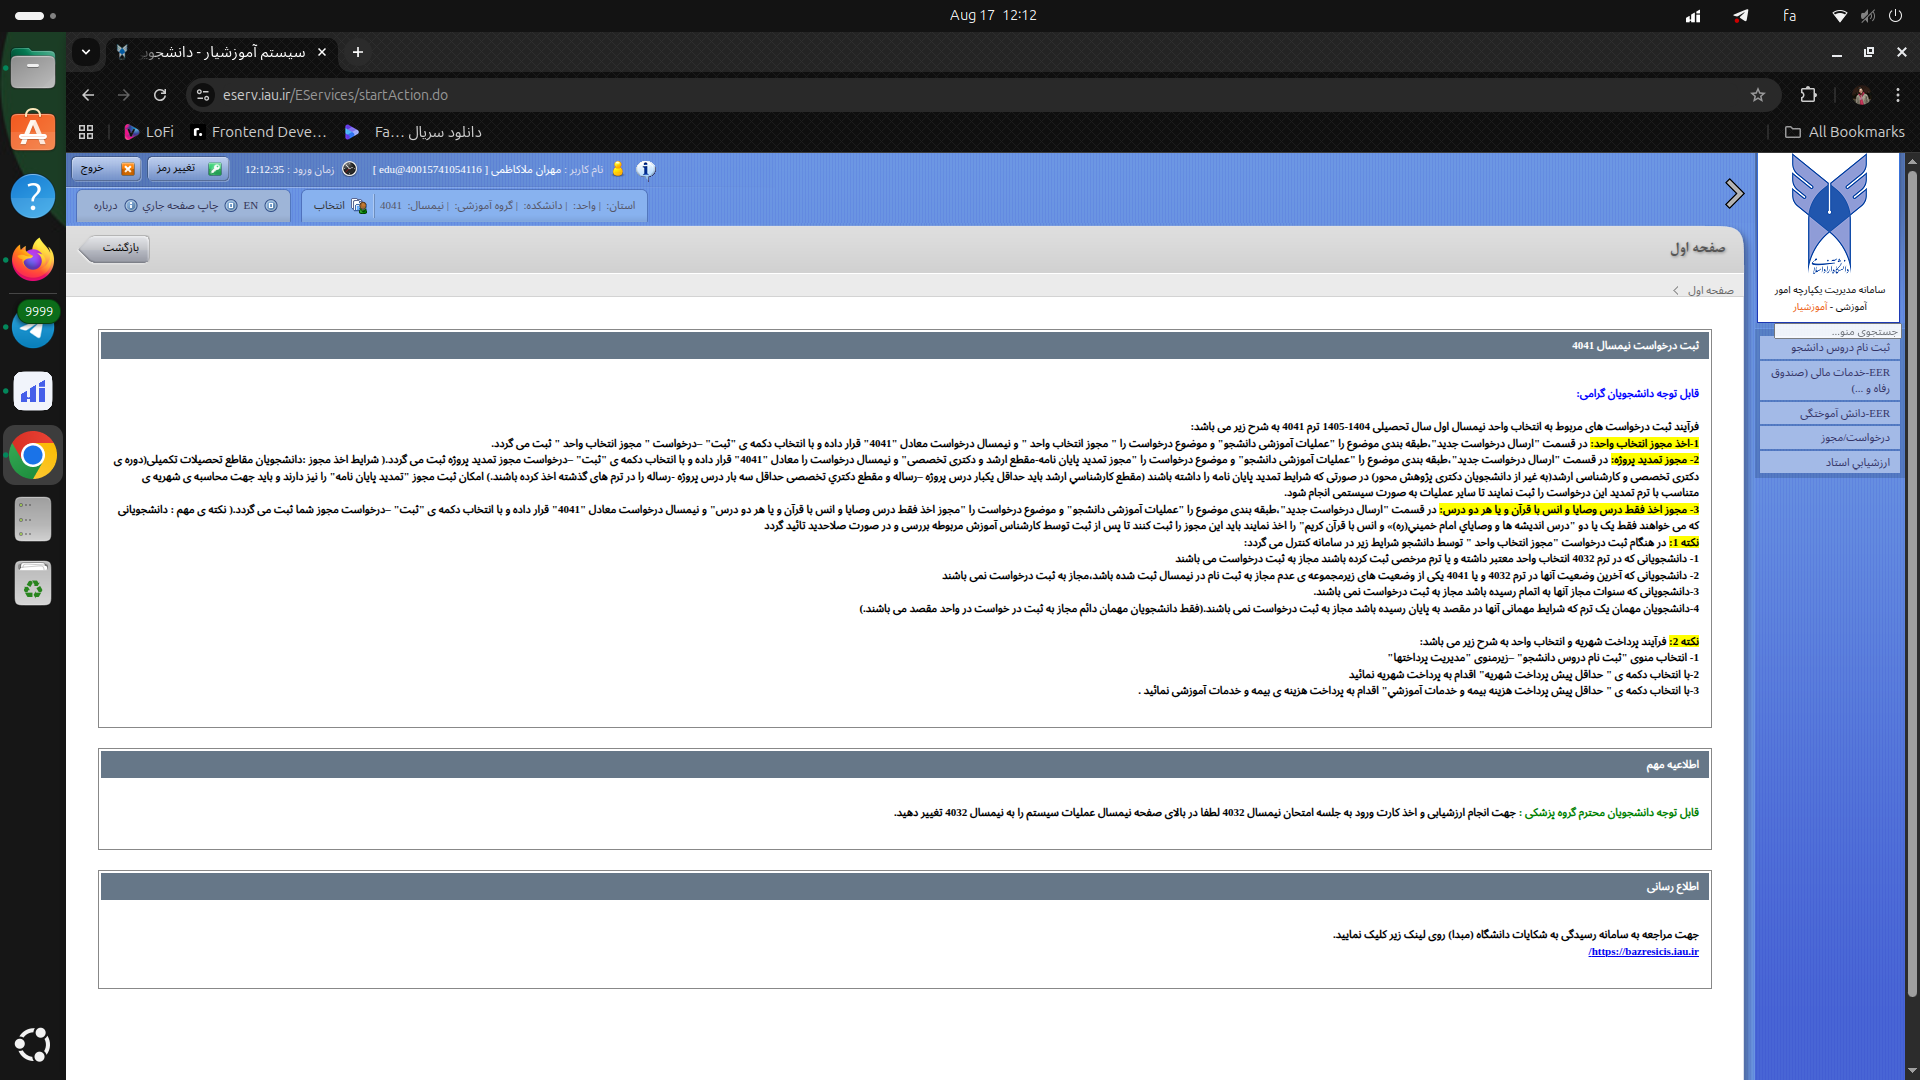 Aug 17 12:12
fa
سیستم آموزشیار - دانشجویی
eserv.iau.ir/EServices/startAction.do
LoFi
Frontend Deve...
دانلود سریال ...Fa
All Bookmarks
9999
خروج
تغییر رمز
زمان ورود : 12:12:35
نام کاربر : مهران ملاکاظمی [ edu@40015741054116 ]
استان: | واحد: | دانشکده: | گروه آموزشی: | نیمسال: 4041
انتخاب
EN
چاپ صفحه جاري
درباره
صفحه اول
بازگشت
صفحه اول
سامانه مدیریت یکپارچه امور
آموزشی - آموزشیار
جستجوی منو...
ثبت نام دروس دانشجو
EER-خدمات مالی (صندوق
رفاه و ...)
EER-دانش آموختگی
درخواست/مجوز
ارزشیابي استاد
ثبت درخواست نیمسال 4041
قابل توجه دانشجویان گرامی:
فرآیند ثبت درخواست های مربوط به انتخاب واحد نیمسال اول سال تحصیلی 1404-1405 ترم 4041 به شرح زیر می باشد:
1-اخذ مجوز انتخاب واحد: در قسمت "ارسال درخواست جدید"،طبقه بندی موضوع را "عملیات آموزشی دانشجو" و موضوع درخواست را " مجوز انتخاب واحد " و نیمسال درخواست معادل "4041" قرار داده و با انتخاب دکمه ی "ثبت" –درخواست " مجوز انتخاب واحد " ثبت می گردد.
2- مجوز تمدید پروژه: در قسمت "ارسال درخواست جدید"،طبقه بندی موضوع را "عملیات آموزشی دانشجو" و موضوع درخواست را "مجوز تمدید پایان نامه-مقطع ارشد و دکتری تخصصی" و نیمسال درخواست را معادل "4041" قرار داده و با انتخاب دکمه ی "ثبت" –درخواست مجوز تمدید پروژه ثبت می گردد.( شرایط اخذ مجوز :دانشجویان مقاطع تحصیلات تکمیلی(دوره ی
دکتری تخصصی و کارشناسی ارشد(به غیر از دانشجویان دکتری پژوهش محور) در صورتی که شرایط تمدید پایان نامه را داشته باشند (مقطع کارشناسي ارشد باید حداقل یکبار درس پروژه –رساله و مقطع دکتري تخصصی حداقل سه بار درس پروژه -رساله را در ترم های گذشته اخذ کرده باشند.) امکان ثبت مجوز "تمدید پایان نامه" را نیز دارند و باید جهت محاسبه ی شهریه ی
متناسب با ترم تمدید این درخواست را ثبت نمایند تا سایر عملیات به صورت سیستمی انجام شود.
3- مجوز اخذ فقط درس وصایا و انس با قرآن و یا هر دو درس: در قسمت "ارسال درخواست جدید"،طبقه بندی موضوع را "عملیات آموزشی دانشجو" و موضوع درخواست را "مجوز اخذ فقط درس وصایا و انس با قرآن و یا هر دو درس" و نیمسال درخواست معادل "4041" قرار داده و با انتخاب دکمه ی "ثبت" –درخواست مجوز شما ثبت می گردد.( نکته ی مهم : دانشجویانی
که می خواهند فقط یک یا دو "درس اندیشه ها و وصایاي امام خمیني(ره)» و انس با قرآن کریم" را اخذ نمایند باید این مجوز را ثبت کنند تا پس از ثبت توسط کارشناس آموزش مربوطه بررسی و در صورت صلاحدید تائید گردد
نکته 1: در هنگام ثبت درخواست "مجوز انتخاب واحد " توسط دانشجو شرایط زیر در سامانه کنترل می گردد:
1- دانشجویانی که در ترم 4032 انتخاب واحد معتبر داشته و یا ترم مرخصی ثبت کرده باشند مجاز به ثبت درخواست می باشند
2- دانشجویانی که آخرین وضعیت آنها در ترم 4032 و یا 4041 یکی از وضعیت های زیرمجموعه ی عدم مجاز به ثبت نام در نیمسال ثبت شده باشد،مجاز به ثبت درخواست نمی باشند
3-دانشجویانی که سنوات مجاز آنها به اتمام رسیده باشد مجاز به ثبت درخواست نمی باشند.
4-دانشجویان مهمان یک ترم که شرایط مهمانی آنها در مقصد به پایان رسیده باشد مجاز به ثبت درخواست نمی باشند.(فقط دانشجویان مهمان دائم مجاز به ثبت در خواست در واحد مقصد می باشند.)
نکته 2: فرآیند پرداخت شهریه و انتخاب واحد به شرح زیر می باشد:
1- انتخاب منوی "ثبت نام دروس دانشجو" –زیرمنوی "مدیریت پرداختها"
2-با انتخاب دکمه ی " حداقل پیش پرداخت شهریه" اقدام به پرداخت شهریه نمائید
3-با انتخاب دکمه ی " حداقل پیش پرداخت هزینه بیمه و خدمات آموزشي" اقدام به پرداخت هزینه ی بیمه و خدمات آموزشی نمائید .
اطلاعیه مهم
قابل توجه دانشجویان محترم گروه پزشکی : جهت انجام ارزشیابی و اخذ کارت ورود به جلسه امتحان نیمسال 4032 لطفا در بالای صفحه نیمسال عملیات سیستم را به نیمسال 4032 تغییر دهید.
اطلاع رسانی
جهت مراجعه به سامانه رسیدگی به شکایات دانشگاه (مبدا) روی لینک زیر کلیک نمایید.
https://bazresicis.iau.ir/